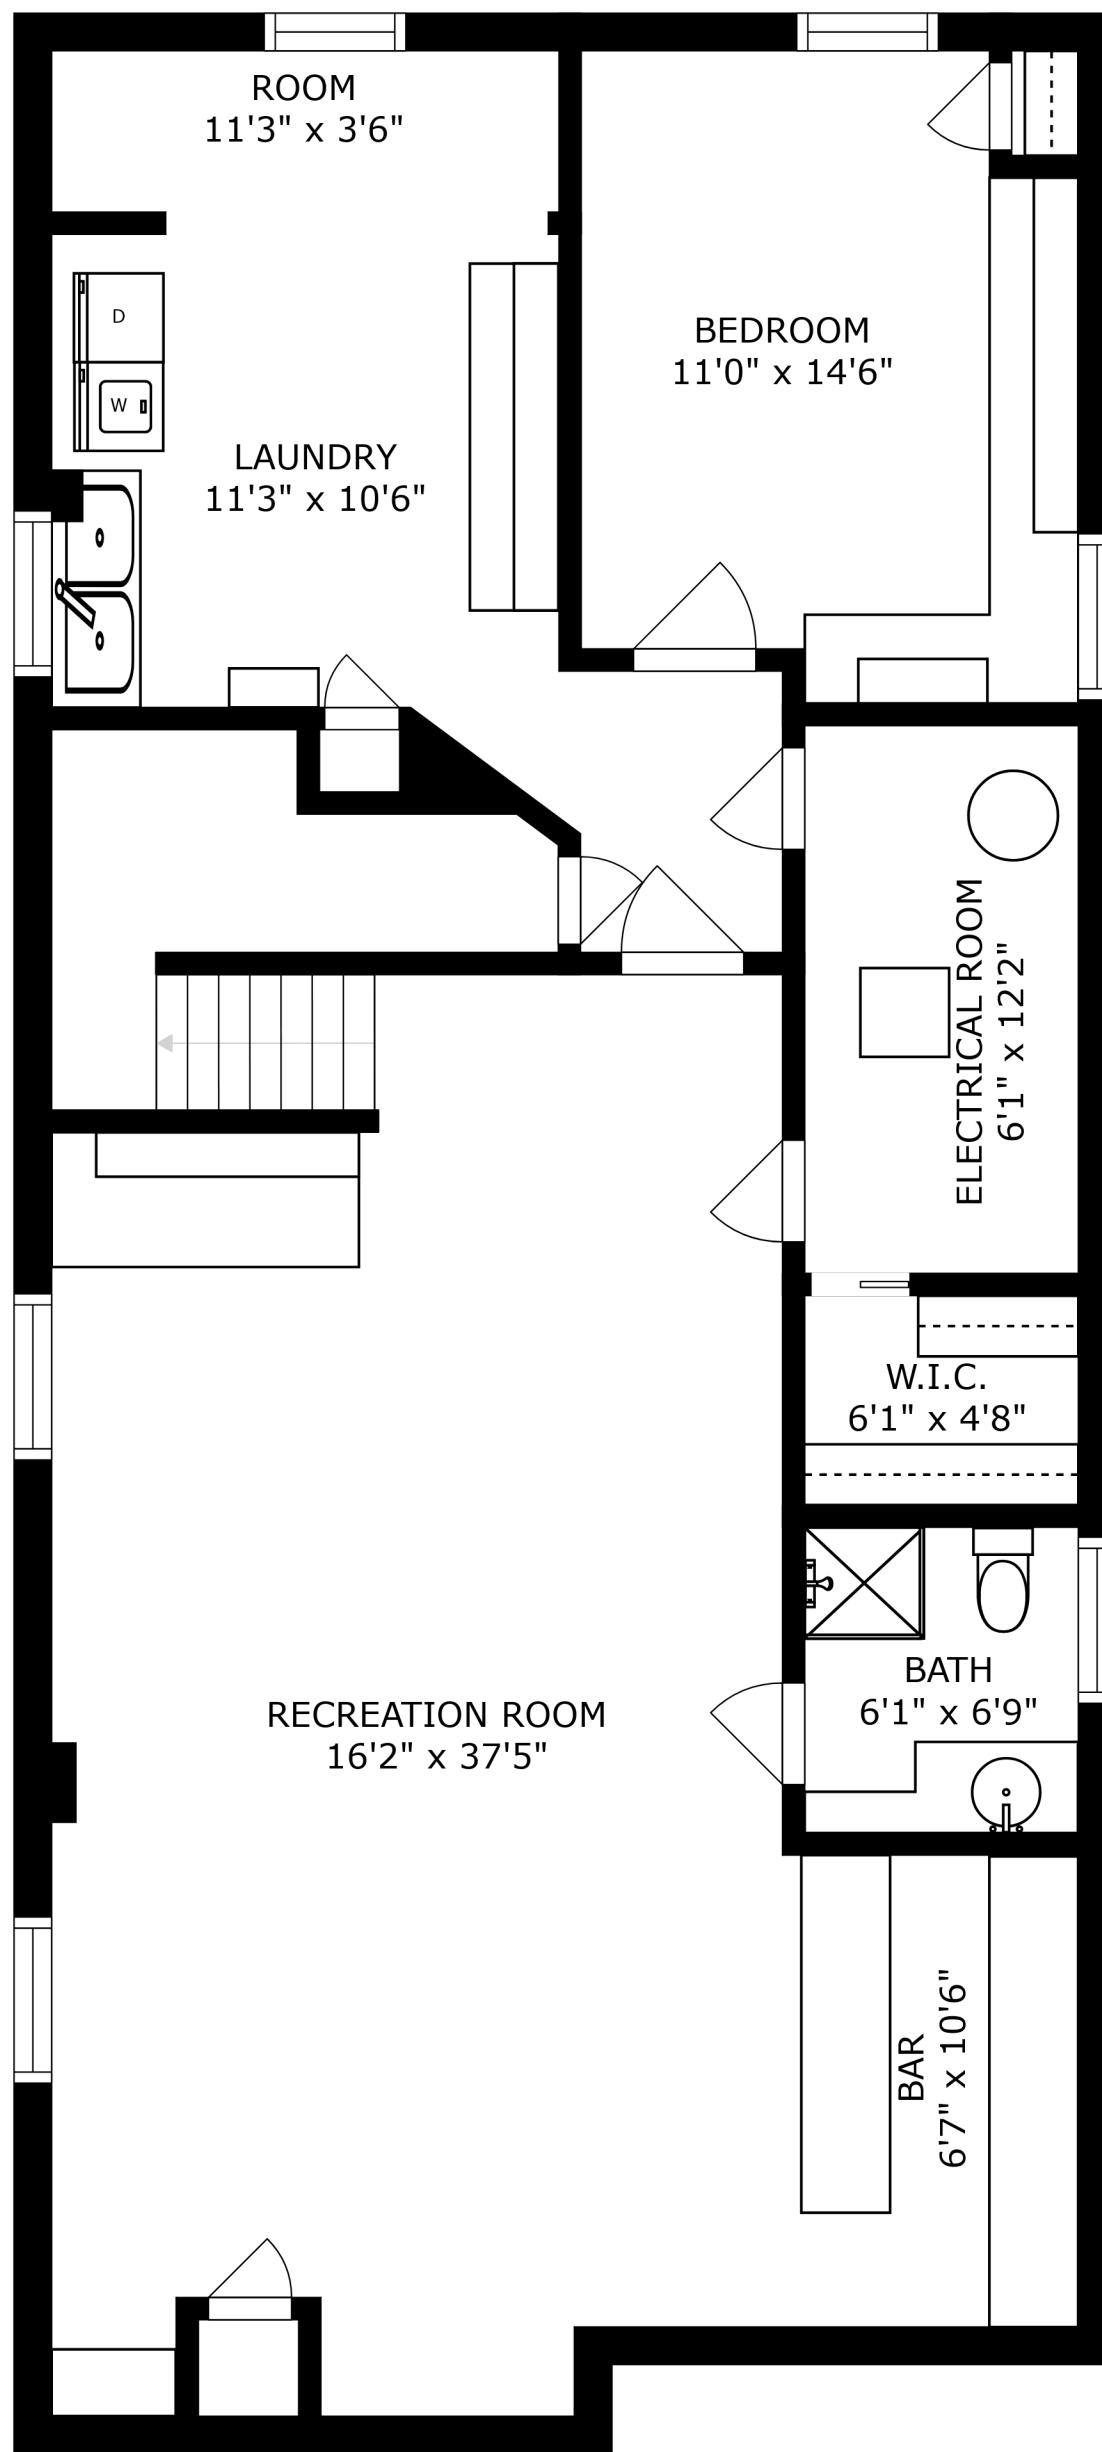 ROOM
11'3" x 3'6"
D
W
BEDROOM
11'0" x 14'6"
LAUNDRY
11'3" x 10'6"
ELECTRICAL ROOM
6'1" x 12'2"
W.I.C.
6'1" x 4'8"
BATH
6'1" x 6'9"
RECREATION ROOM
16'2" x 37'5"
BAR
6'7" x 10'6"